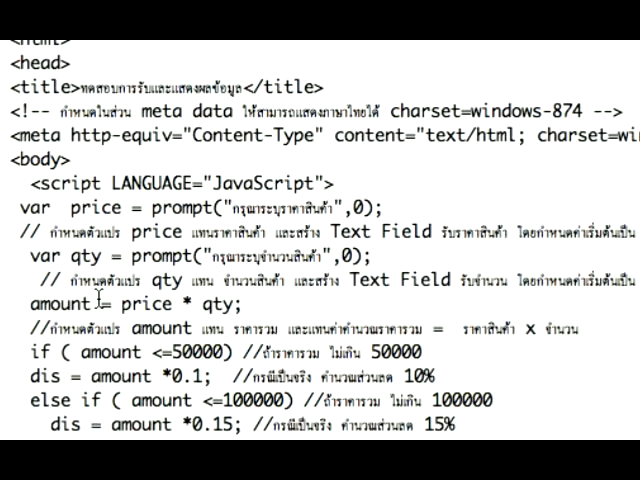 <html>
<head>
<title>ทดสอบการรับและแสดงผลข้อมูล</title>
<!-- กำหนดในส่วน meta data ให้สามารถแสดงภาษาไทยได้ charset=windows-874 -->
<meta http-equiv="Content-Type" content="text/html; charset=win
<body>
<script LANGUAGE="JavaScript">
var price = prompt("กรุณาระบุราคาสินค้า",0);
// กำหนดตัวแปร price แทนราคาสินค้า และสร้าง Text Field รับราคาสินค้า โดยกำหนดค่าเริ่มต้นเป็น
var qty = prompt("กรุณาระบุจำนวนสินค้า",0);
// กำหนดตัวแปร qty แทน จำนวนสินค้า และสร้าง Text Field รับจำนวน โดยกำหนดค่าเริ่มต้นเป็น
amount = price * qty;
//กำหนดตัวแปร amount แทน ราคารวม และแทนค่าคำนวณราคารวม = ราคาสินค้า x จำนวน
if ( amount <=50000) //ถ้าราคารวม ไม่เกิน 50000
dis = amount *0.1; //กรณีเป็นจริง คำนวณส่วนลด 10%
else if ( amount <=100000) //ถ้าราคารวม ไม่เกิน 100000
dis = amount *0.15; //กรณีเป็นจริง คำนวณส่วนลด 15%